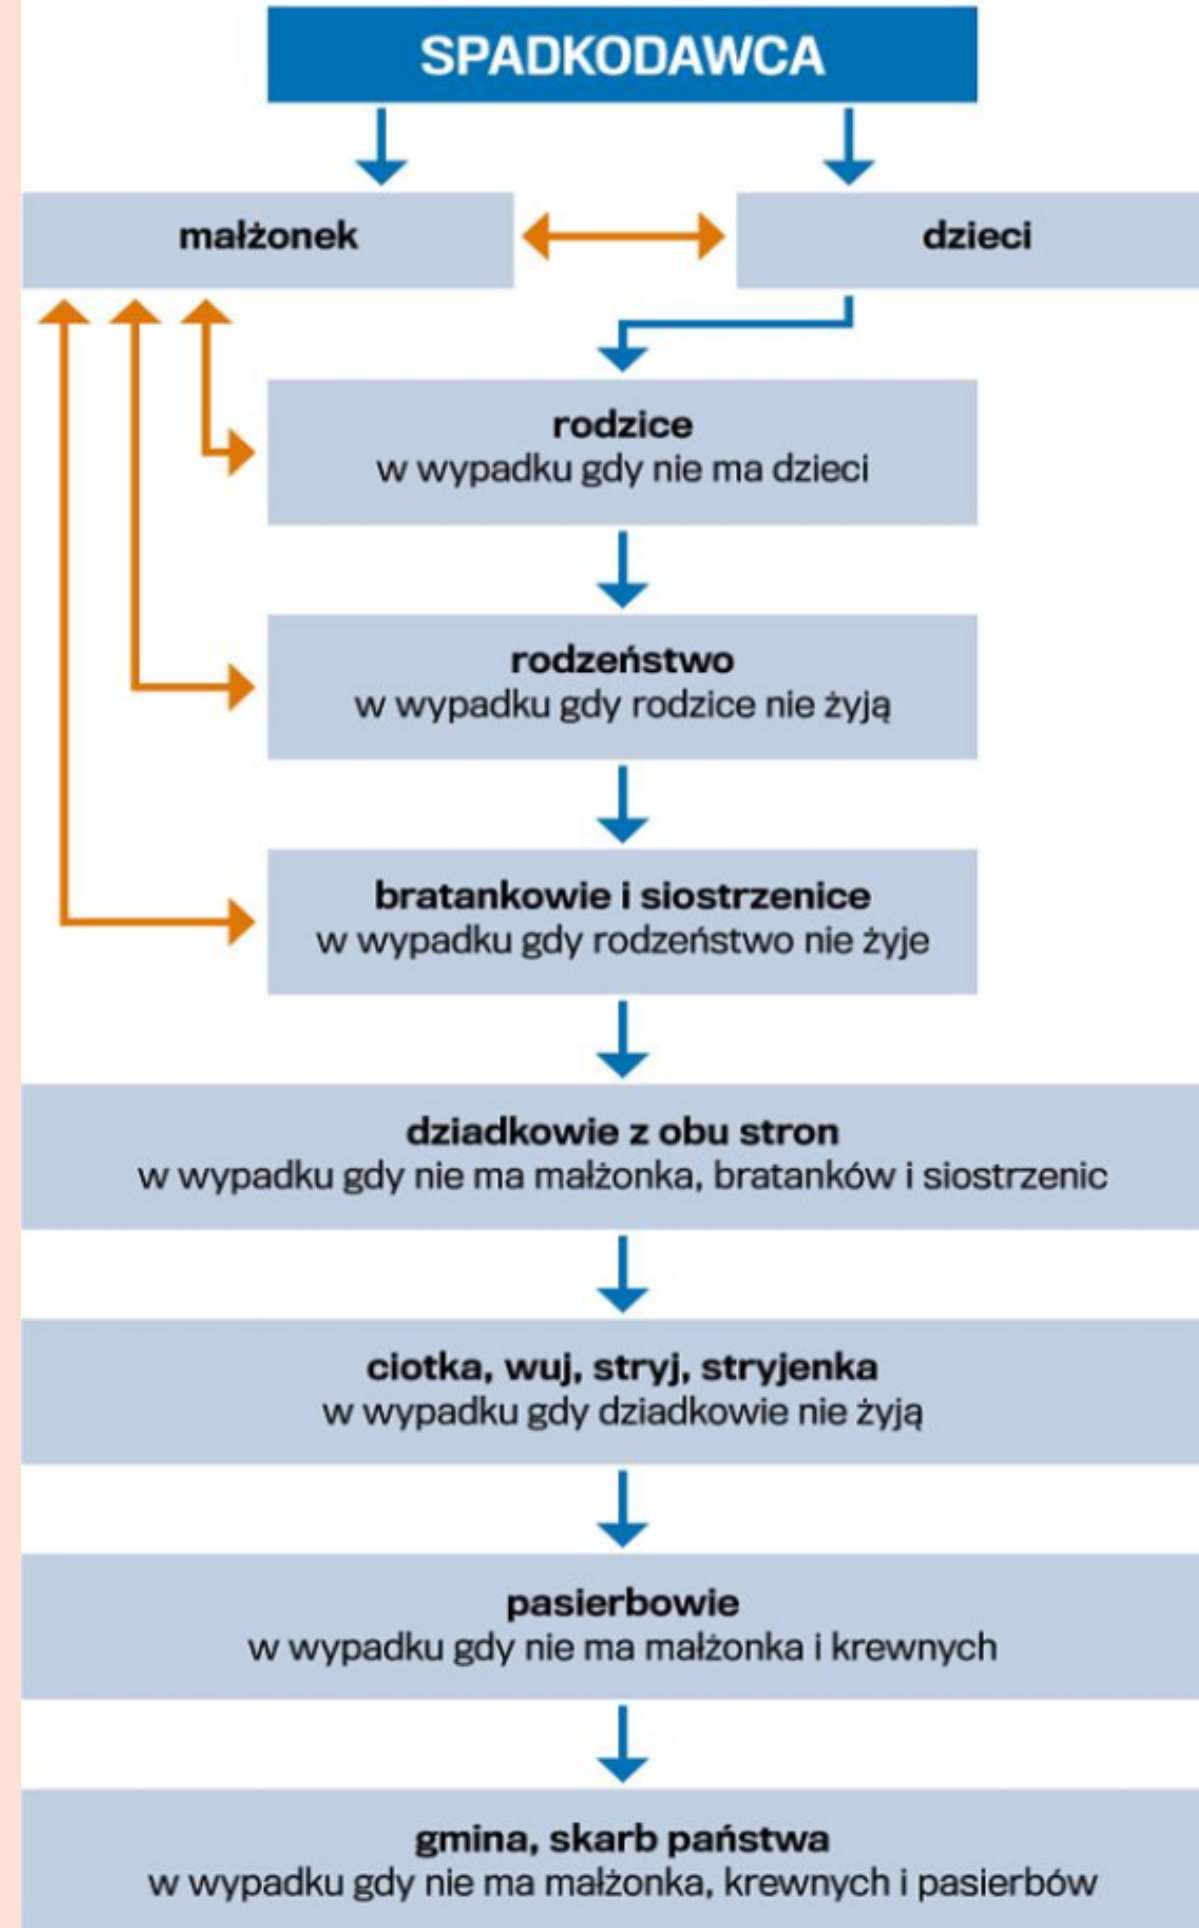 SPADKODAWCA
małżonek
dzieci
rodzice
w wypadku gdy nie ma dzieci
rodzeństwo
w wypadku gdy rodzice nie żyją
bratankowie i siostrzenice
w wypadku gdy rodzeństwo nie żyje
dziadkowie z obu stron
w wypadku gdy nie ma małżonka, bratanków i siostrzenic
ciotka, wuj, stryj, stryjenka
w wypadku gdy dziadkowie nie żyją
pasierbowie
w wypadku gdy nie ma małżonka i krewnych
gmina, skarb państwa
w wypadku gdy nie ma małżonka, krewnych i pasierbów